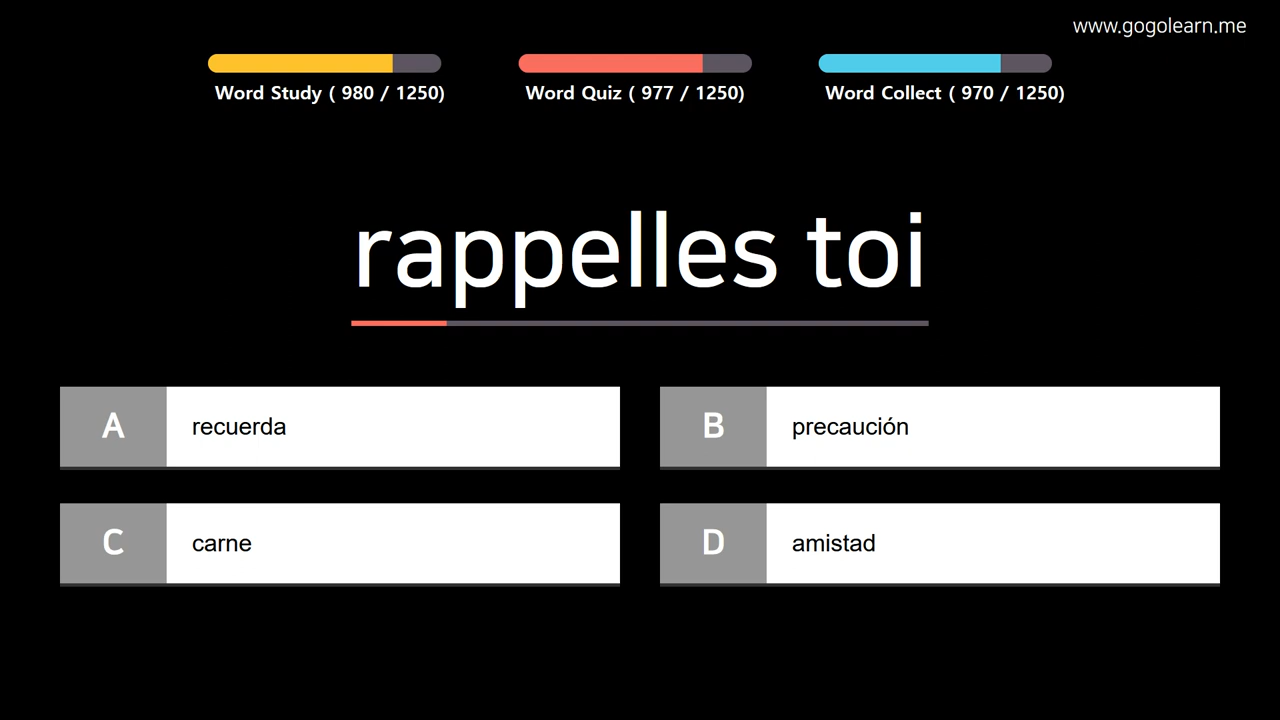 www.gogolearn.me
Word Study ( 980 / 1250)
Word Quiz ( 977 / 1250)
Word Collect ( 970 / 1250)
rappelles toi
A recuerda
B precaución
C carne
D amistad